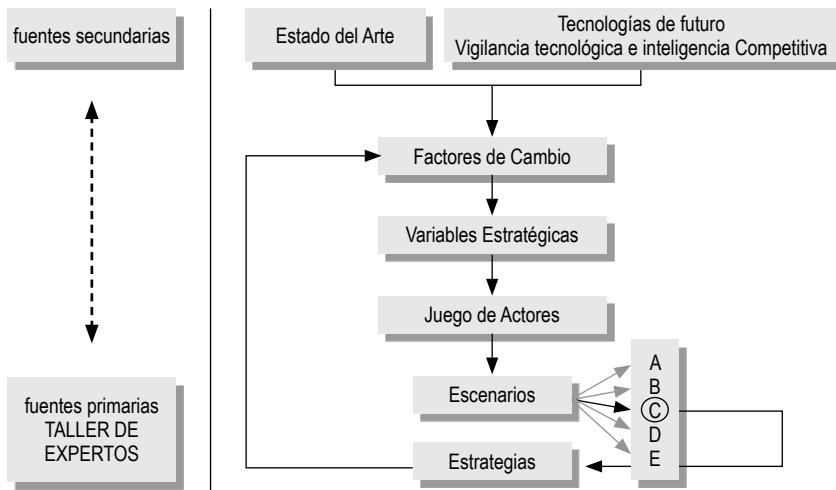 fuentes secundarias
fuentes primarias
TALLER DE
EXPERTOS
Estado del Arte
Tecnologías de futuro
Vigilancia tecnológica e inteligencia Competitiva
Factores de Cambio
Variables Estratégicas
Juego de Actores
Escenarios
A
B
C
D
E
Estrategias